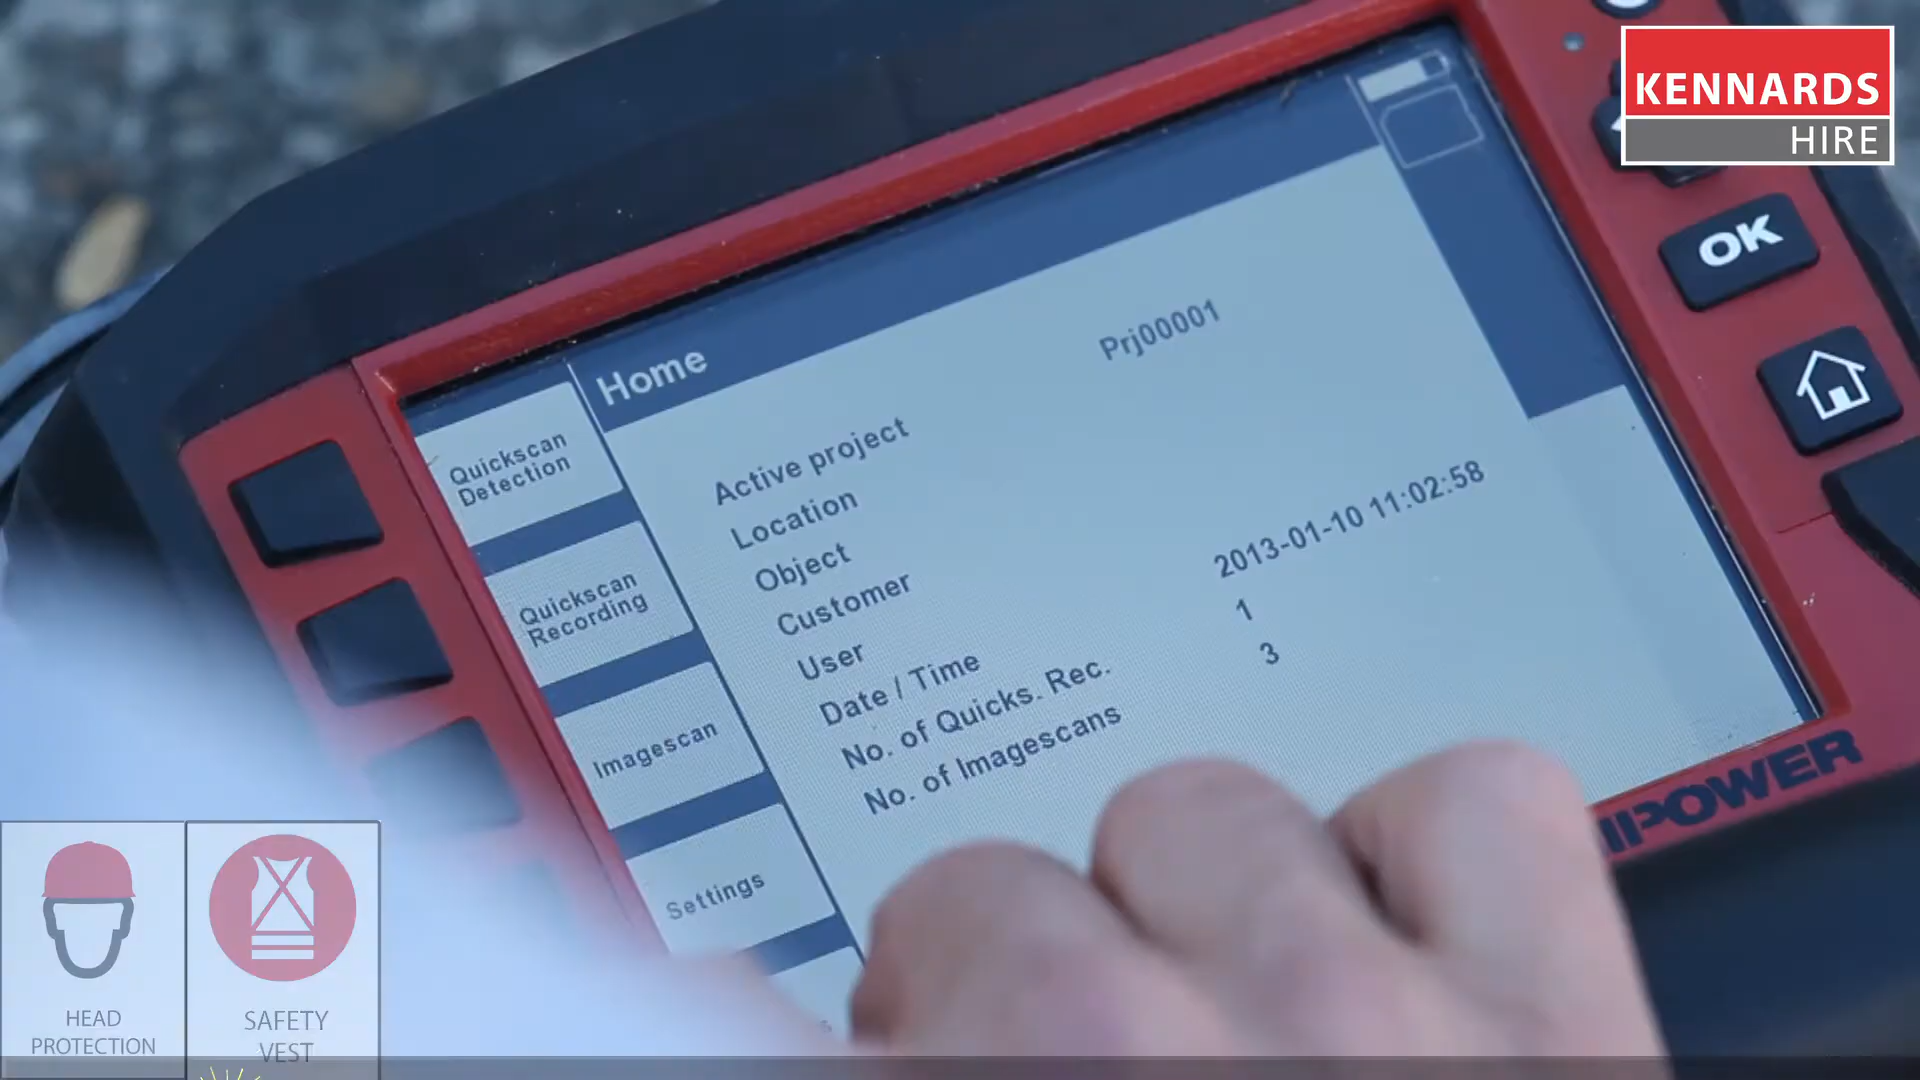 KENNARDS
HIRE
OK
Home
Prj00001
Quickscan
Detection
Quickscan
Recording
Imagescan
Settings
Active project
Location
Object
Customer
User
Date / Time
2013-01-10 11:02:58
No. of Quicks. Rec.
1
No. of Imagescans
3
HEAD
PROTECTION
SAFETY
VEST